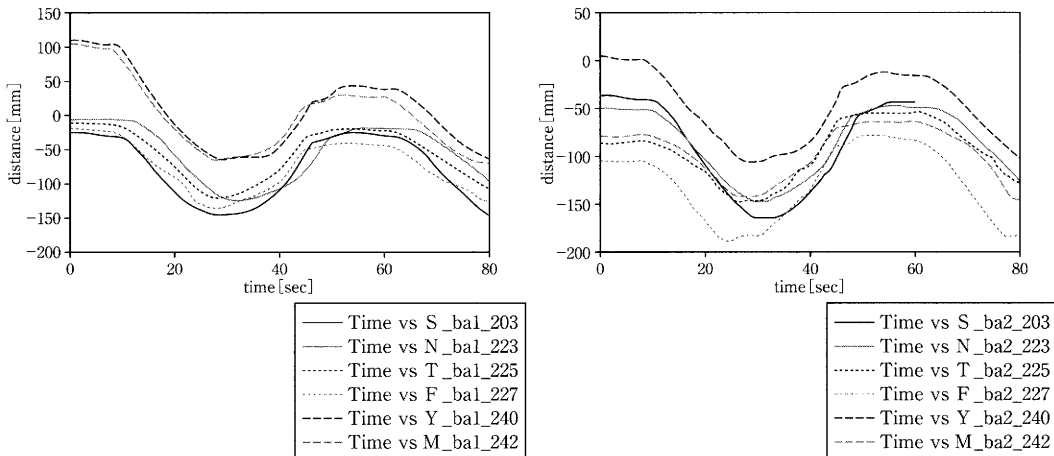 150
100
50
0
−50
−100
−150
−200
distance [mm]
0
20
40
60
80
time [sec]
Time vs S_ba1_203
Time vs N_ba1_223
Time vs T_ba1_225
Time vs F_ba1_227
Time vs Y_ba1_240
Time vs M_ba1_242
50
0
−50
−100
−150
−200
distance [mm]
0
20
40
60
80
time [sec]
Time vs S_ba2_203
Time vs N_ba2_223
Time vs T_ba2_225
Time vs F_ba2_227
Time vs Y_ba2_240
Time vs M_ba2_242